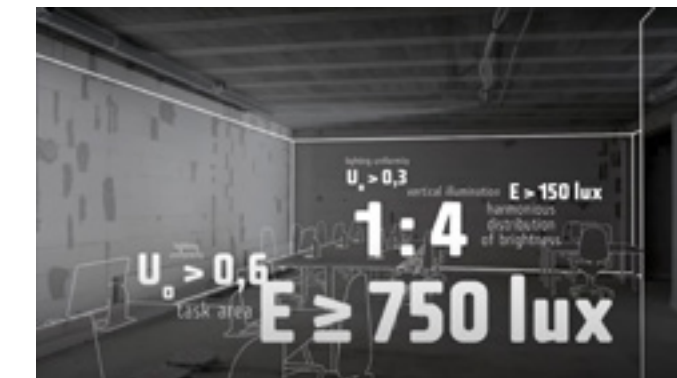 lighting uniformity
U₀ > 0,3
vertical illumination E > 150 lux
1:4
harmonious
distribution
of brightness
U₀ > 0,6
task area
E ≥ 750 lux